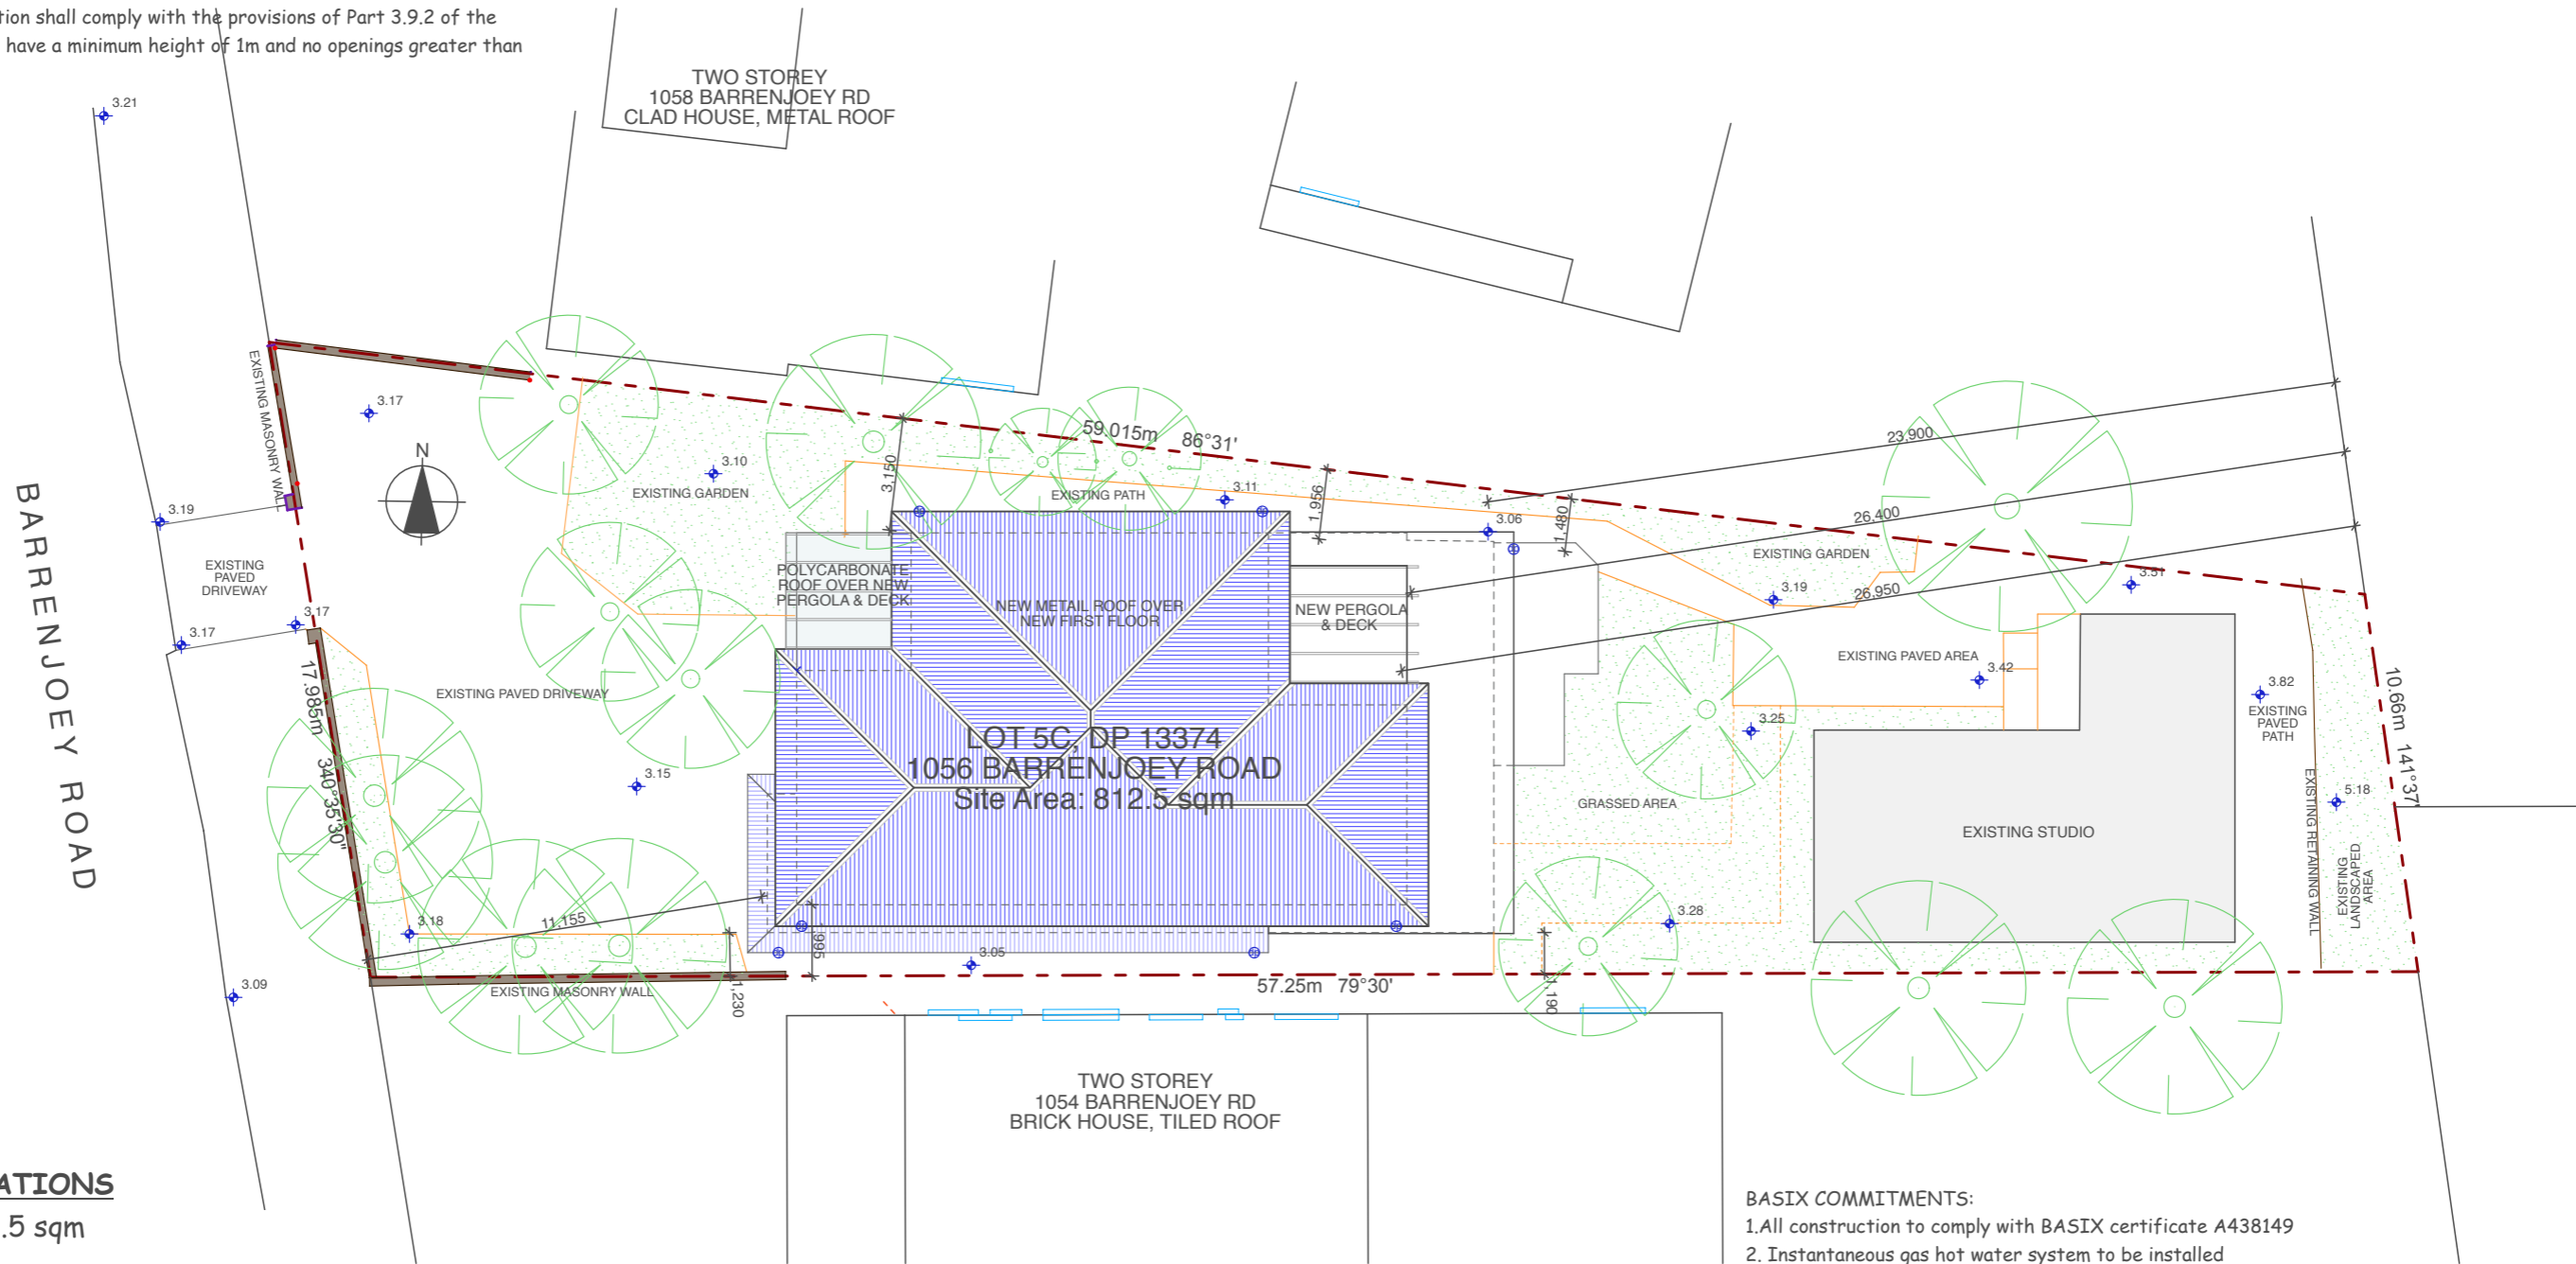 tion shall comply with the provisions of Part 3.9.2 of the
have a minimum height of 1m and no openings greater than
TWO STOREY
1058 BARRENJOEY RD
CLAD HOUSE, METAL ROOF
3.21
EXISTING MASONRY WALL
3.17
N
3.10
EXISTING GARDEN
3,150
59.015m 86°31'
EXISTING PATH
3.11
1,956
3.06
1,480
23,900
26,400
26,950
EXISTING GARDEN
3.19
3.51
BARRENJOEY ROAD
3.19
EXISTING
PAVED
DRIVEWAY
3.17
3.17
17.985m 340°35'30"
EXISTING PAVED DRIVEWAY
3.15
POLYCARBONATE
ROOF OVER NEW
PERGOLA & DECK
NEW METAIL ROOF OVER
NEW FIRST FLOOR
NEW PERGOLA
& DECK
LOT 5C, DP 13374
1056 BARRENJOEY ROAD
Site Area: 812.5 sqm
EXISTING PAVED AREA
3.42
3.25
GRASSED AREA
EXISTING STUDIO
3.82
EXISTING
PAVED
PATH
10.66m 141°37'
5.18
EXISTING RETAINING WALL
EXISTING
LANDSCAPED
AREA
3.18
11,155
995
3.05
3.28
3.09
EXISTING MASONRY WALL
1,230
57.25m 79°30'
1,190
TWO STOREY
1054 BARRENJOEY RD
BRICK HOUSE, TILED ROOF
ATIONS
.5 sqm
BASIX COMMITMENTS:
1.All construction to comply with BASIX certificate A438149
2. Instantaneous gas hot water system to be installed